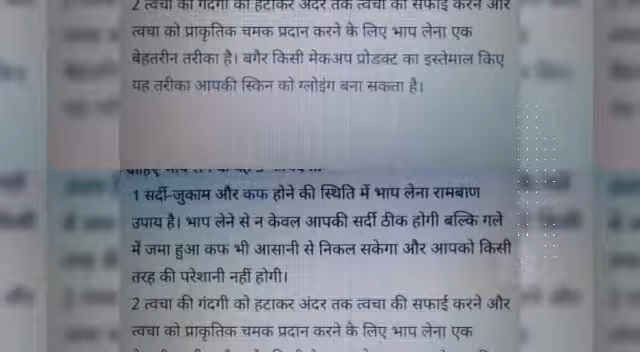 2 त्वचा की गंदगी को हटाकर अंदर तक त्वचा की सफाई करने और
त्वचा को प्राकृतिक चमक प्रदान करने के लिए भाप लेना एक
बेहतरीन तरीका है। बगैर किसी मेकअप प्रोडक्ट का इस्तेमाल किए
यह तरीका आपकी स्किन को ग्लोइंग बना सकता है।
1 सर्दी-जुकाम और कफ होने की स्थिति में भाप लेना रामबाण
उपाय है। भाप लेने से न केवल आपकी सर्दी ठीक होगी बल्कि गले
में जमा हुआ कफ भी आसानी से निकल सकेगा और आपको किसी
तरह की परेशानी नहीं होगी।
2 त्वचा की गंदगी को हटाकर अंदर तक त्वचा की सफाई करने और
त्वचा को प्राकृतिक चमक प्रदान करने के लिए भाप लेना एक